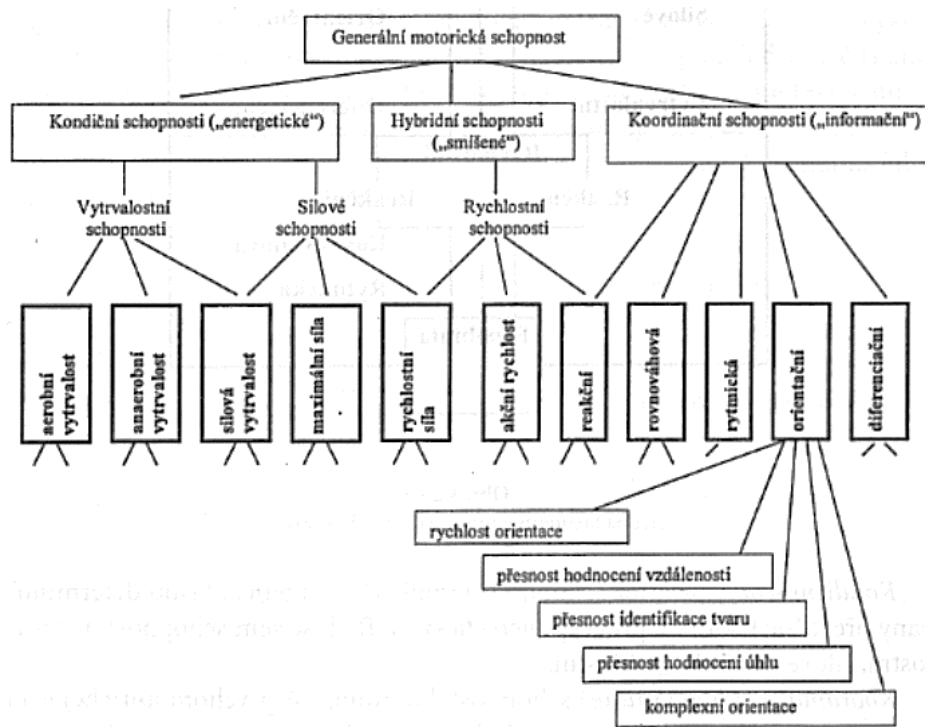 Generální motorická schopnost
Kondiční schopnosti („energetické“)
Hybridní schopnosti
(„smíšené“)
Koordinační schopnosti („informační“)
Vytrvalostní
schopnosti
Silové
schopnosti
Rychlostní
schopnosti
aerobní
vytrvalost
anaerobní
vytrvalost
silová
vytrvalost
maximální síla
rychlostní
síla
akční rychlost
reakční
rovnováhová
rytmická
orientační
diferenciační
rychlost orientace
přesnost hodnocení vzdálenosti
přesnost identifikace tvaru
přesnost hodnocení úhlu
komplexní orientace